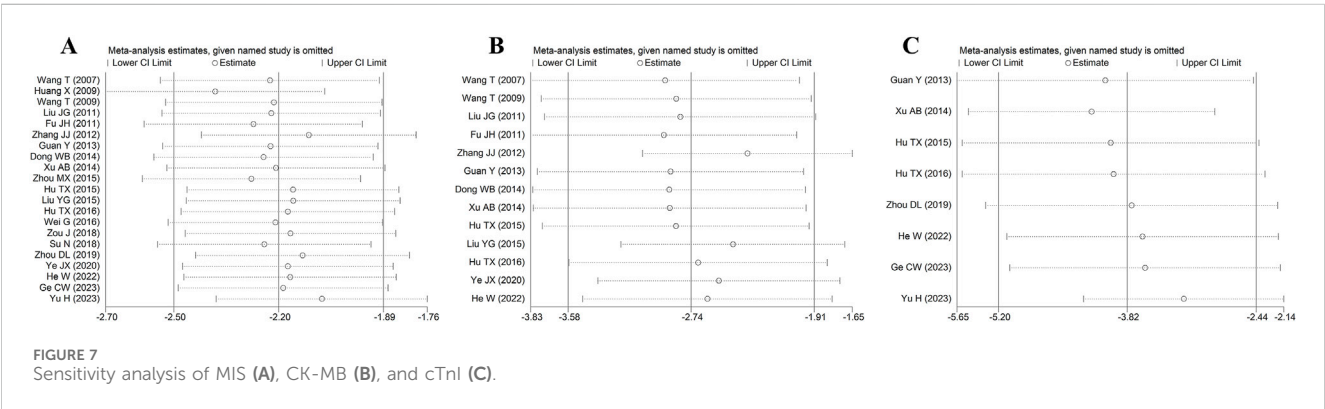 A
Meta-analysis estimates, given named study is omitted
Lower CI Limit Estimate Upper CI Limit
Wang T (2007)
Huang X (2009)
Wang T (2009)
Liu JG (2011)
Fu JH (2011)
Zhang JJ (2012)
Guan Y (2013)
Dong WB (2014)
Xu AB (2014)
Zhou MX (2015)
Hu TX (2015)
Liu YG (2015)
Hu TX (2016)
Wei G (2016)
Zou J (2018)
Su N (2018)
Zhou DL (2019)
Ye JX (2020)
He W (2022)
Ge CW (2023)
Yu H (2023)
-2.70 -2.50 -2.20 -1.89 -1.76
B
Meta-analysis estimates, given named study is omitted
Lower CI Limit Estimate Upper CI Limit
Wang T (2007)
Wang T (2009)
Liu JG (2011)
Fu JH (2011)
Zhang JJ (2012)
Guan Y (2013)
Dong WB (2014)
Xu AB (2014)
Hu TX (2015)
Liu YG (2015)
Hu TX (2016)
Ye JX (2020)
He W (2022)
-3.83 -3.58 -2.74 -1.91 -1.65
C
Meta-analysis estimates, given named study is omitted
Lower CI Limit Estimate Upper CI Limit
Guan Y (2013)
Xu AB (2014)
Hu TX (2015)
Hu TX (2016)
Zhou DL (2019)
He W (2022)
Ge CW (2023)
Yu H (2023)
-5.65 -5.20 -3.82 -2.44 -2.14
FIGURE 7
Sensitivity analysis of MIS (A), CK-MB (B), and cTnI (C).